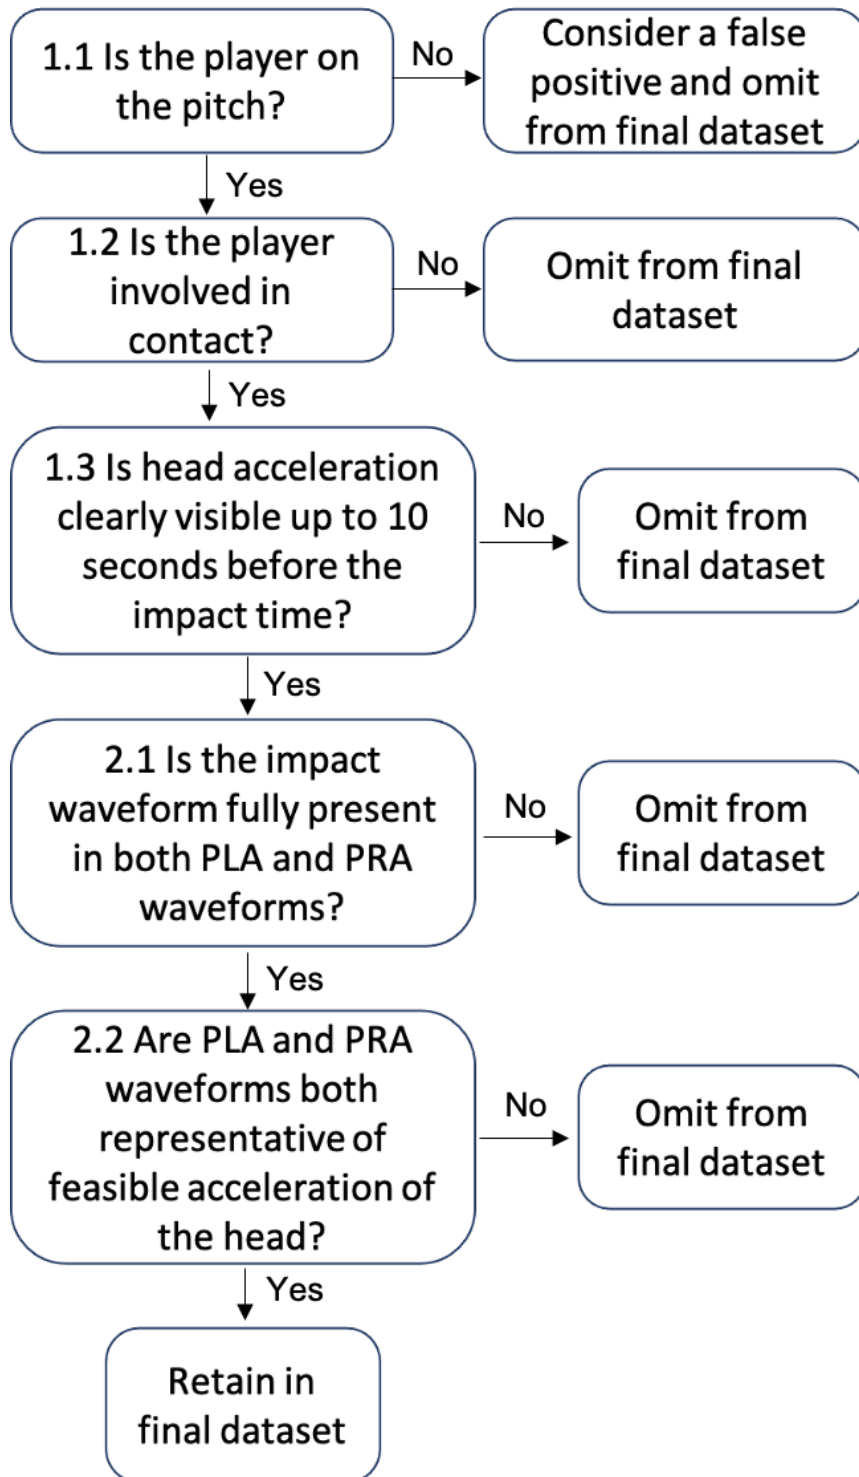 1.1 Is the player on
the pitch?
No
Consider a false
positive and omit
from final dataset
Yes
1.2 Is the player
involved in
contact?
No
Omit from final
dataset
Yes
1.3 Is head acceleration
clearly visible up to 10
seconds before the
impact time?
No
Omit from
final dataset
Yes
2.1 Is the impact
waveform fully present
in both PLA and PRA
waveforms?
No
Omit from
final dataset
Yes
2.2 Are PLA and PRA
waveforms both
representative of
feasible acceleration of
the head?
No
Omit from
final dataset
Yes
Retain in
final dataset